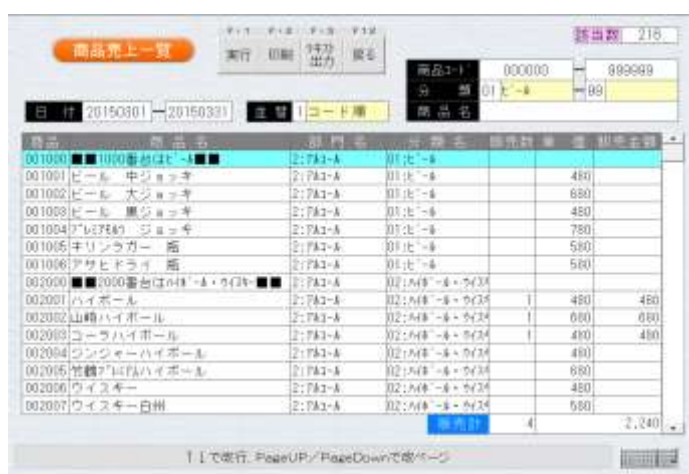 F・1 F・2 F・3 F12
商品売上一覧 実行 印刷 ﾃｷｽﾄ出力 戻る
該当数 216
商品ｺｰﾄﾞ 000000 ー 999999
分 類 01 ﾋﾞｰﾙ ー 99
日 付 20150301 ー 20150331 並 替 1 コード順 商 品 名
商品 商 品 名 部 門 名 分 類 名 販売数 単 価 販売金額
001000 ■■1000番台はﾋﾞｰﾙ■■ 2:ｱﾙｺｰﾙ 01:ﾋﾞｰﾙ
001001 ビール 中ジョッキ 2:ｱﾙｺｰﾙ 01:ﾋﾞｰﾙ 480
001002 ビール 大ジョッキ 2:ｱﾙｺｰﾙ 01:ﾋﾞｰﾙ 680
001003 ビール 黒ジョッキ 2:ｱﾙｺｰﾙ 01:ﾋﾞｰﾙ 480
001004 ﾌﾟﾚﾐｱﾑﾓﾙﾂ ジョッキ 2:ｱﾙｺｰﾙ 01:ﾋﾞｰﾙ 780
001005 キリンラガー 瓶 2:ｱﾙｺｰﾙ 01:ﾋﾞｰﾙ 580
001006 アサヒドライ 瓶 2:ｱﾙｺｰﾙ 01:ﾋﾞｰﾙ 580
002000 ■■2000番台はﾊｲﾎﾞｰﾙ・ｳｲｽｷｰ■■ 2:ｱﾙｺｰﾙ 02:ﾊｲﾎﾞｰﾙ・ｳｲｽｷ
002001 ハイボール 2:ｱﾙｺｰﾙ 02:ﾊｲﾎﾞｰﾙ・ｳｲｽｷ 1 480 480
002002 山崎ハイボール 2:ｱﾙｺｰﾙ 02:ﾊｲﾎﾞｰﾙ・ｳｲｽｷ 1 680 680
002003 コーラハイボール 2:ｱﾙｺｰﾙ 02:ﾊｲﾎﾞｰﾙ・ｳｲｽｷ 1 480 480
002004 ジンジャーハイボール 2:ｱﾙｺｰﾙ 02:ﾊｲﾎﾞｰﾙ・ｳｲｽｷ 480
002005 竹鶴ﾌﾟﾚﾐｱﾑハイボール 2:ｱﾙｺｰﾙ 02:ﾊｲﾎﾞｰﾙ・ｳｲｽｷ 680
002006 ウイスキー 2:ｱﾙｺｰﾙ 02:ﾊｲﾎﾞｰﾙ・ｳｲｽｷ 480
002007 ウイスキー白州 2:ｱﾙｺｰﾙ 02:ﾊｲﾎﾞｰﾙ・ｳｲｽｷ 580
販売計 4 2,240
↑↓で改行、PageUP／PageDownで改ページ